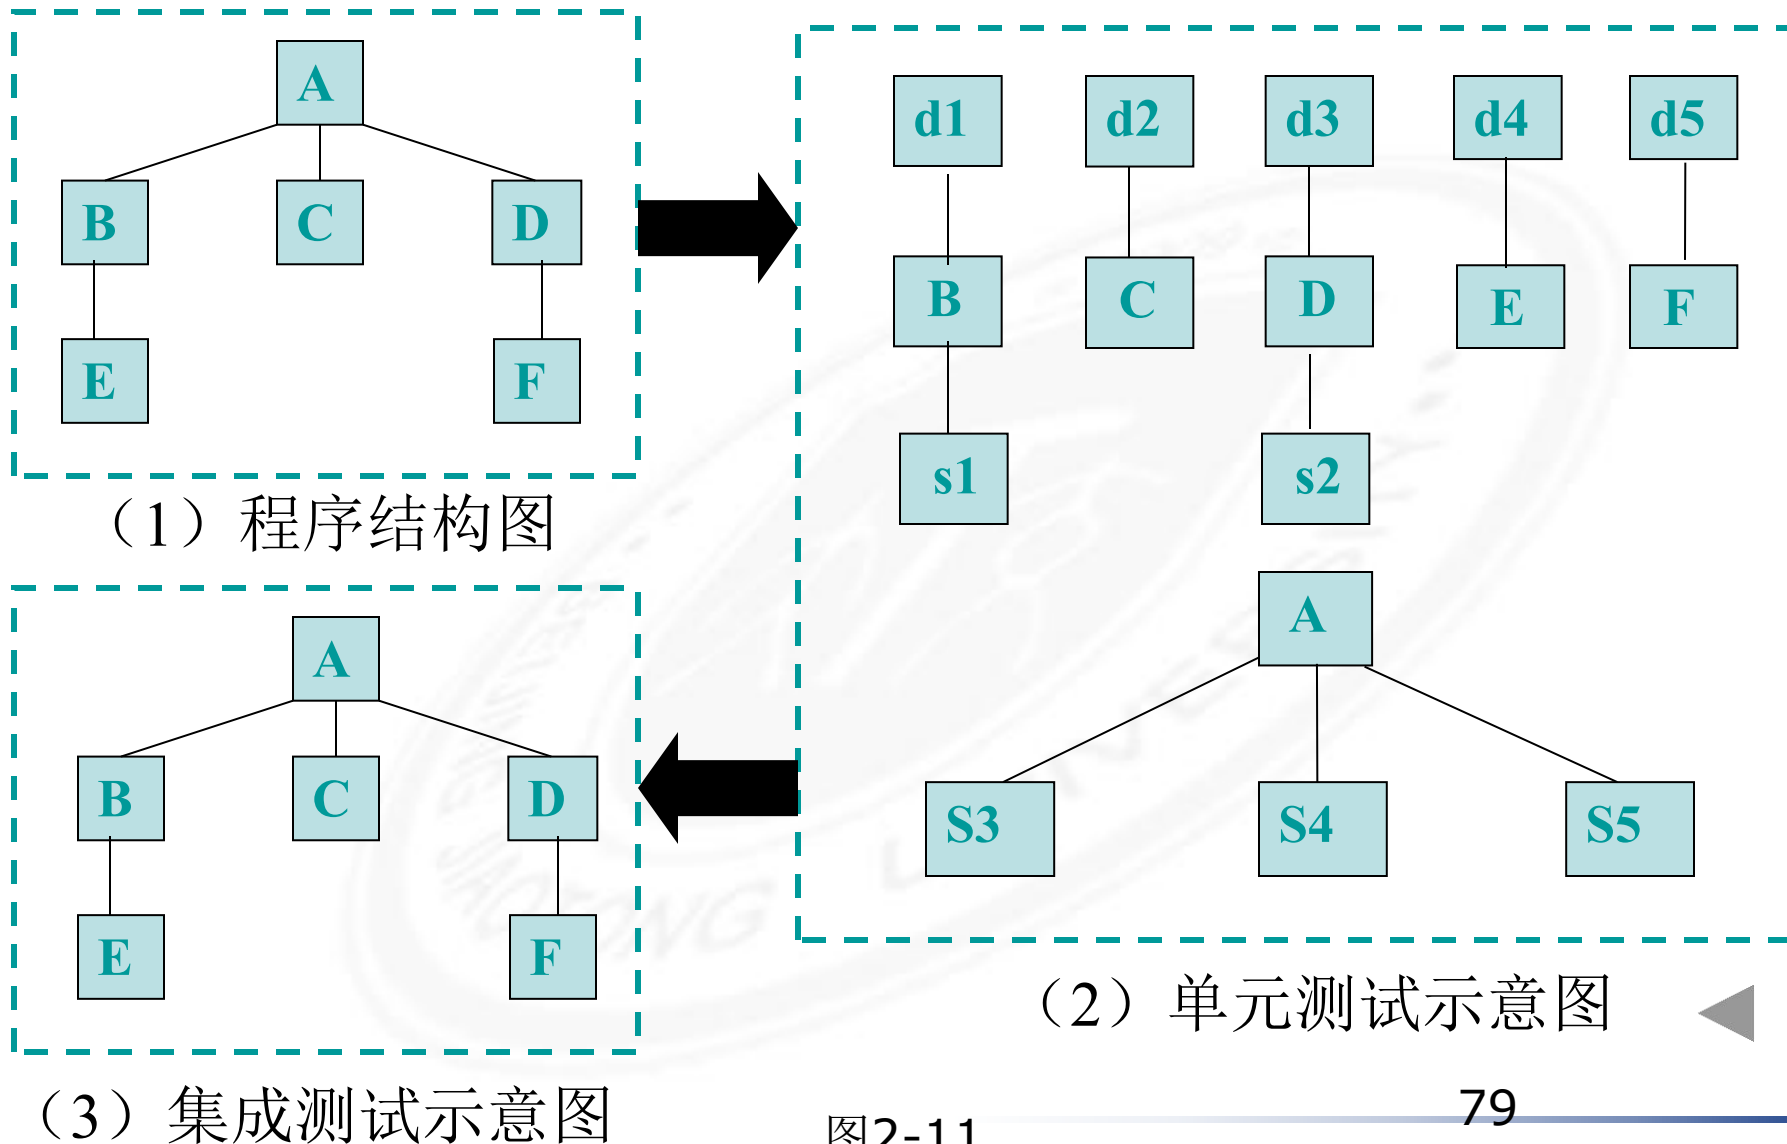 A
B C D
E F
（1）程序结构图
d1 d2 d3 d4 d5
B C D E F
s1 s2
A
S3 S4 S5
（2）单元测试示意图
A
B C D
E F
（3）集成测试示意图
图2-11
79